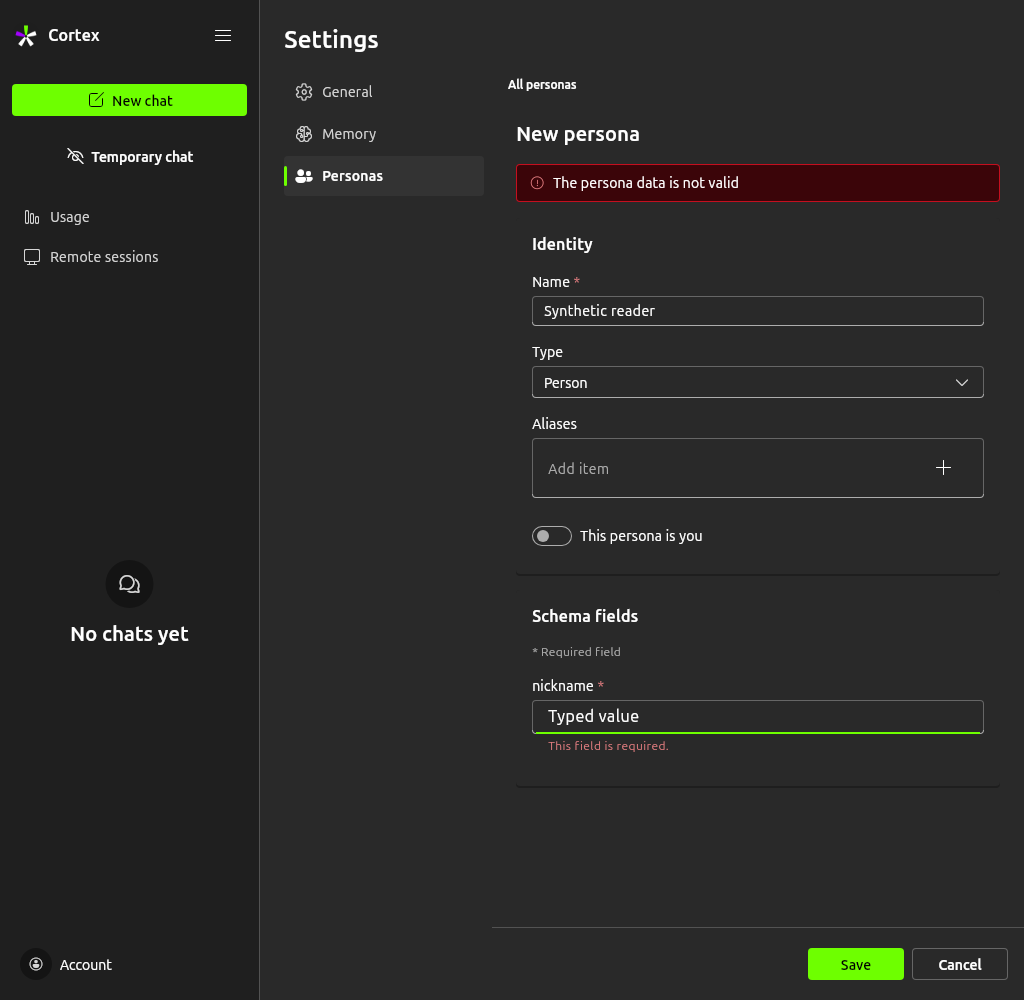 Cortex
New chat
Temporary chat
Usage
Remote sessions
No chats yet
Account
Settings
General
Memory
Personas
All personas
New persona
The persona data is not valid
Identity
Name *
Synthetic reader
Type
Person
Aliases
Add item
This persona is you
Schema fields
* Required field
nickname *
Typed value
This field is required.
Save
Cancel